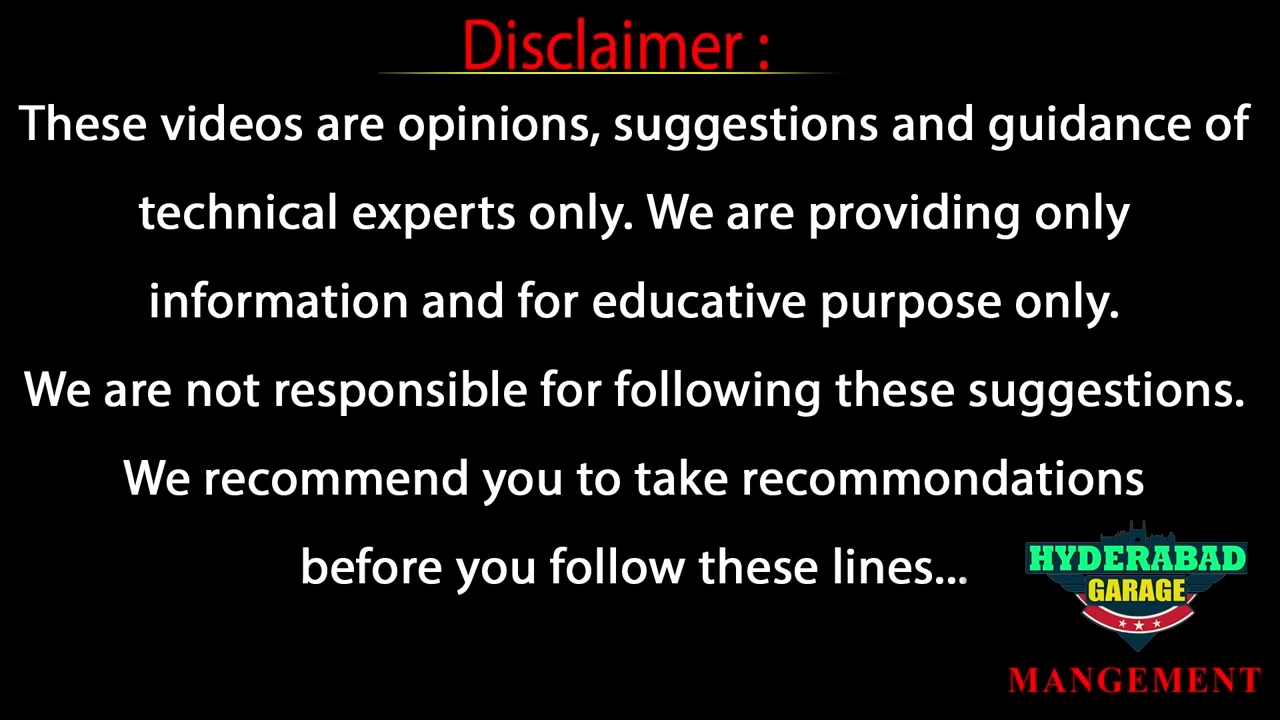 Disclaimer :
These videos are opinions, suggestions and guidance of
technical experts only. We are providing only
information and for educative purpose only.
We are not responsible for following these suggestions.
We recommend you to take recommondations
before you follow these lines...
HYDERABAD
GARAGE
MANGEMENT